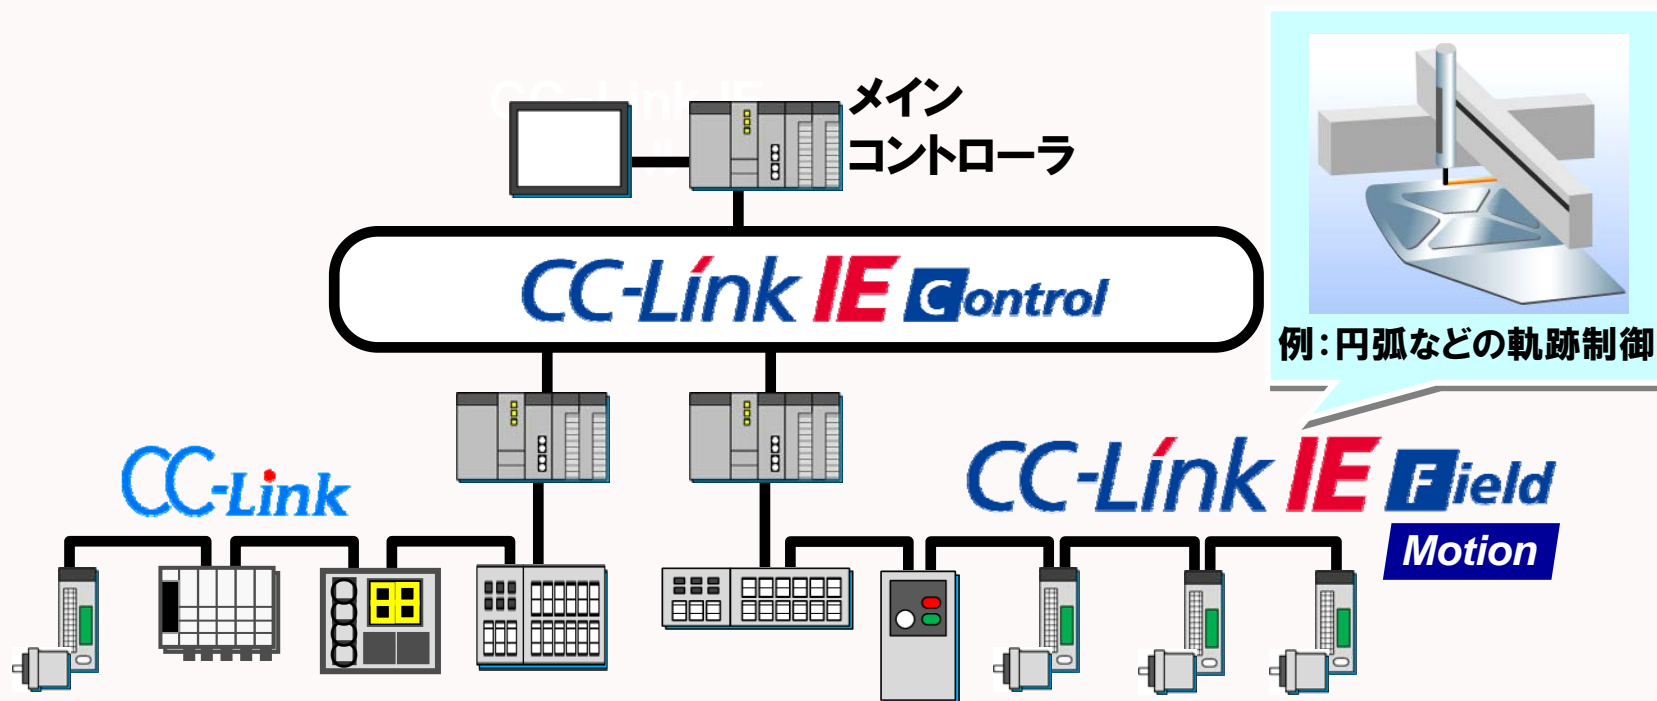 メイン
コントローラ
CC-Link IE Control
例：円弧などの軌跡制御
CC-Link
CC-Link IE Field
Motion